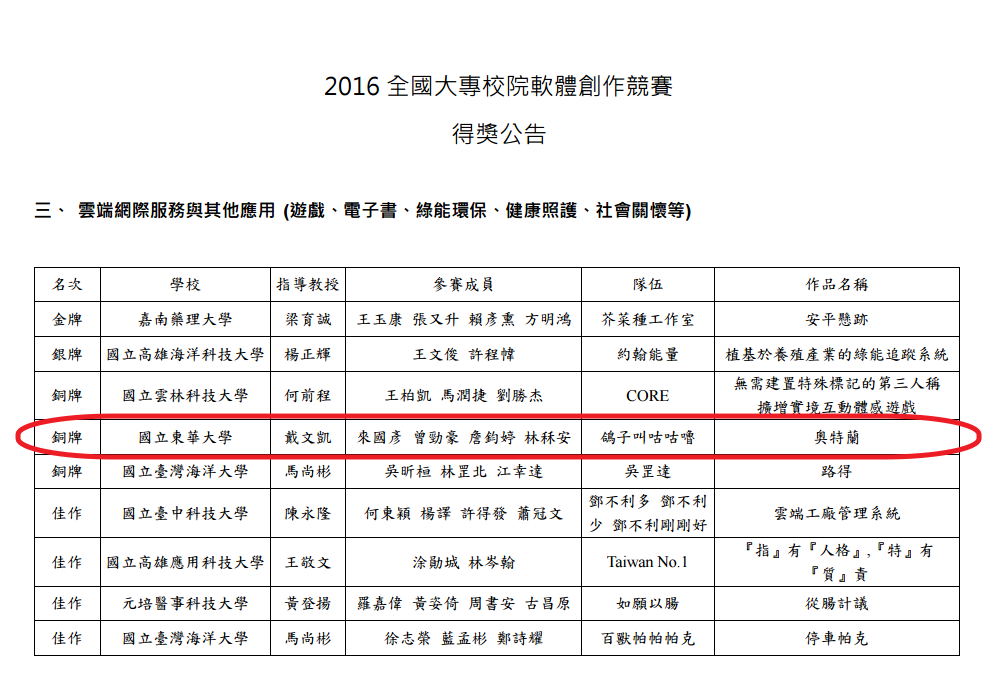 2016 全國大專校院軟體創作競賽
得獎公告
三、 雲端網際服務與其他應用 (遊戲、電子書、綠能環保、健康照護、社會關懷等)
名次 學校 指導教授 參賽成員 隊伍 作品名稱
金牌 嘉南藥理大學 梁育誠 王玉康 張又升 賴彥熏 方明鴻 芥菜種工作室 安平懸跡
銀牌 國立高雄海洋科技大學 楊正輝 王文俊 許程幃 約翰能量 植基於養殖產業的綠能追蹤系統
銅牌 國立雲林科技大學 何前程 王柏凱 馬潤捷 劉勝杰 CORE 無需建置特殊標記的第三人稱
擴增實境互動體感遊戲
銅牌 國立東華大學 戴文凱 來國彥 曾勁豪 詹鈞婷 林秝安 鴿子叫咕咕嚕 奧特蘭
銅牌 國立臺灣海洋大學 馬尚彬 吳昕桓 林罡北 江幸達 吳罡達 路得
佳作 國立臺中科技大學 陳永隆 何東穎 楊譯 許得發 蕭冠文 鄧不利多 鄧不利
少 鄧不利剛剛好 雲端工廠管理系統
佳作 國立高雄應用科技大學 王敬文 涂勛城 林岑翰 Taiwan No.1 『指』有『人格』,『特』有
『質』責
佳作 元培醫事科技大學 黃登揚 羅嘉偉 黃姿倚 周書安 古昌原 如願以腸 從腸計議
佳作 國立臺灣海洋大學 馬尚彬 徐志榮 藍孟彬 鄭詩耀 百獸帕帕帕克 停車帕克